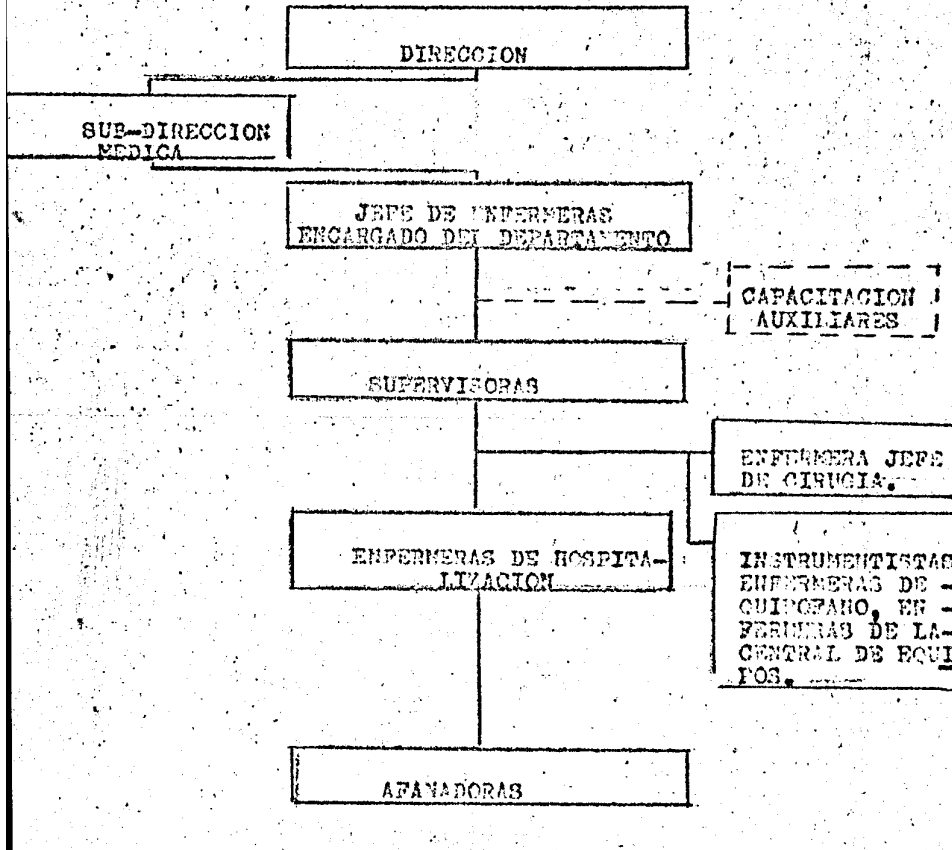 DIRECCION
SUB-DIRECCION
MEDICA
JEFE DE ENFERMERAS
ENCARGADO DEL DEPARTAMENTO
CAPACITACION
AUXILIARES
SUPERVISORAS
ENFERMERA JEFE
DE CIRUGIA.
ENFERMERAS DE HOSPITA-
LIZACION
INSTRUMENTISTAS
ENFERMERAS DE -
QUIROFANO, EN -
FERMERAS DE LA-
CENTRAL DE EQUI
POS.
AFANADORAS